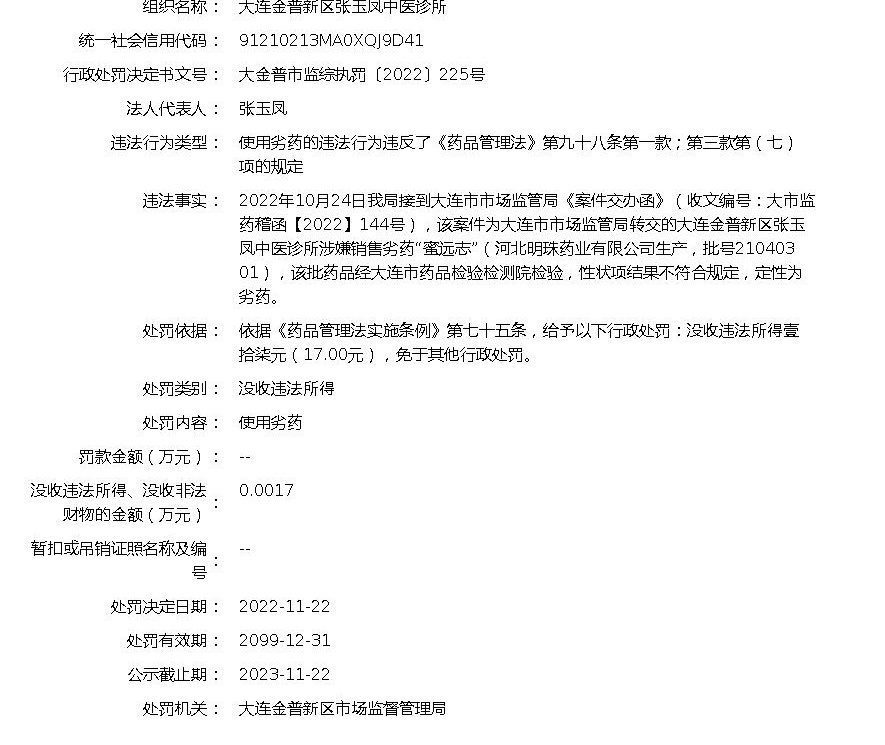 组织名称： 大连金普新区张玉凤中医诊所
统一社会信用代码： 91210213MA0XQJ9D41
行政处罚决定书文号： 大金普市监综执罚〔2022〕225号
法人代表人： 张玉凤
违法行为类型： 使用劣药的违法行为违反了《药品管理法》第九十八条第一款；第三款第（七）
项的规定
违法事实： 2022年10月24日我局接到大连市市场监管局《案件交办函》（收文编号：大市监
药稽函【2022】144号），该案件为大连市市场监管局转交的大连金普新区张玉
凤中医诊所涉嫌销售劣药“蜜远志”（河北明珠药业有限公司生产，批号210403
01），该批药品经大连市药品检验检测院检验，性状项结果不符合规定，定性为
劣药。
处罚依据： 依据《药品管理法实施条例》第七十五条，给予以下行政处罚：没收违法所得壹
拾柒元（17.00元），免于其他行政处罚。
处罚类别： 没收违法所得
处罚内容： 使用劣药
罚款金额（万元）： --
没收违法所得、没收非法
财物的金额（万元）： 0.0017
暂扣或吊销证照名称及编
号： --
处罚决定日期： 2022-11-22
处罚有效期： 2099-12-31
公示截止期： 2023-11-22
处罚机关： 大连金普新区市场监督管理局